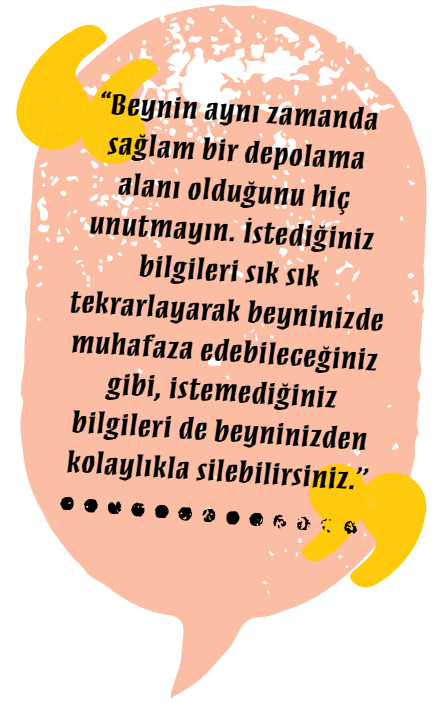 “Beynin aynı zamanda
sağlam bir depolama
alanı olduğunu hiç
unutmayın. İstediğiniz
bilgileri sık sık
tekrarlayarak beyninizde
muhafaza edebileceğiniz
gibi, istemediğiniz
bilgileri de beyninizden
kolaylıkla silebilirsiniz.”